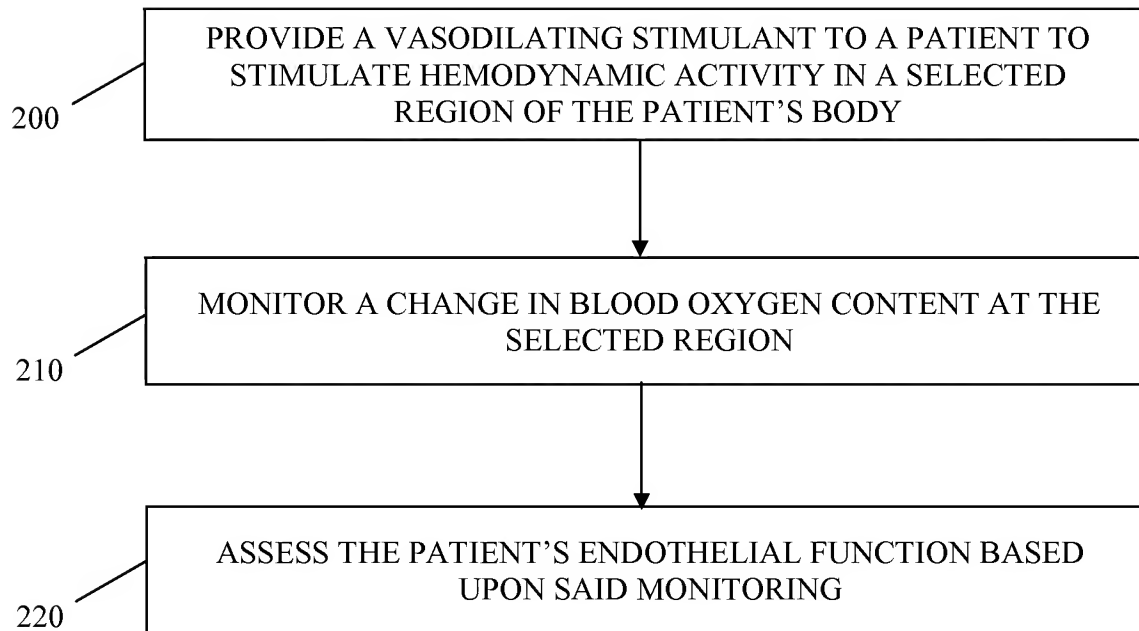 PROVIDE A VASODILATING STIMULANT TO A PATIENT TO
STIMULATE HEMODYNAMIC ACTIVITY IN A SELECTED
REGION OF THE PATIENT'S BODY
200
MONITOR A CHANGE IN BLOOD OXYGEN CONTENT AT THE
SELECTED REGION
210
ASSESS THE PATIENT'S ENDOTHELIAL FUNCTION BASED
UPON SAID MONITORING
220